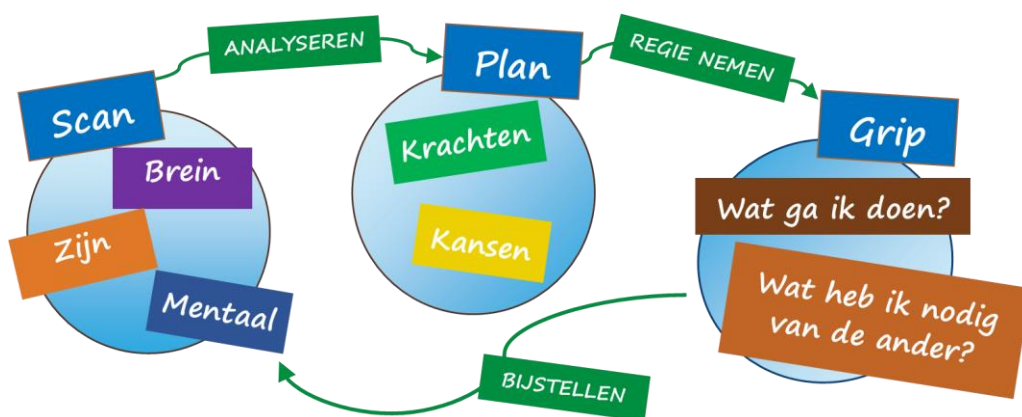 Scan
Brein
Zijn
Mentaal
ANALYSEREN
Plan
Krachten
Kansen
REGIE NEMEN
Grip
Wat ga ik doen?
Wat heb ik nodig
van de ander?
BIJSTELLEN